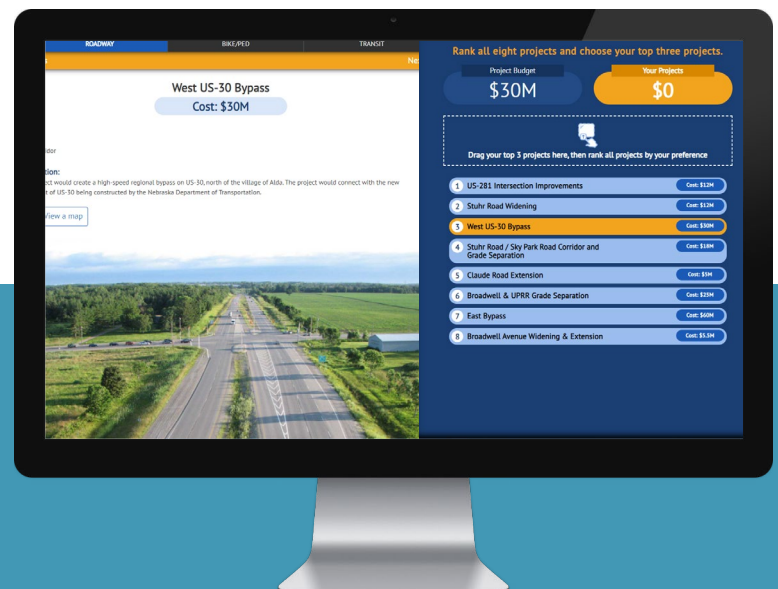 ROADWAY
BIKE/PED
TRANSIT
West US-30 Bypass
Cost: $30M
View a map
ect would create a high-speed regional bypass on US-30, north of the village of Alda. The project would connect with the new
of US-30 being constructed by the Nebraska Department of Transportation.
Rank all eight projects and choose your top three projects.
Project Budget
$30M
Your Projects
$0
Drag your top 3 projects here, then rank all projects by your preference
1 US-281 Intersection Improvements Cost: $12M
2 Stuhr Road Widening Cost: $12M
3 West US-30 Bypass Cost: $30M
4 Stuhr Road / Sky Park Road Corridor and
Grade Separation Cost: $18M
5 Claude Road Extension Cost: $5M
6 Broadwell & UPRR Grade Separation Cost: $25M
7 East Bypass Cost: $60M
8 Broadwell Avenue Widening & Extension Cost: $5.5M